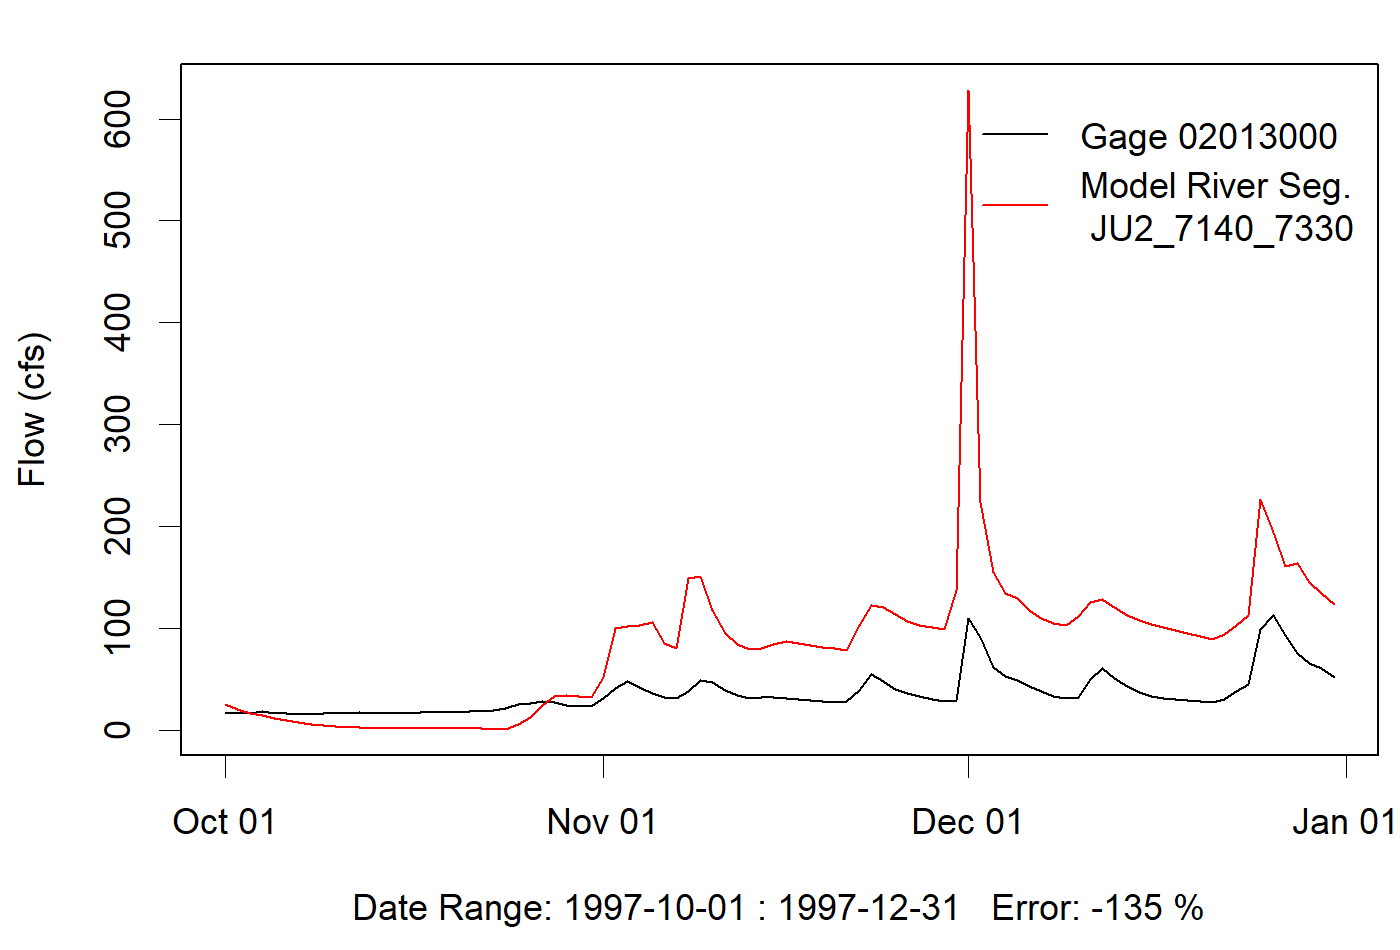 Flow (cfs)
600
500
400
300
200
100
0
Gage 02013000
Model River Seg.
JU2_7140_7330
Oct 01
Nov 01
Dec 01
Jan 01
Date Range: 1997-10-01 : 1997-12-31 Error: -135 %